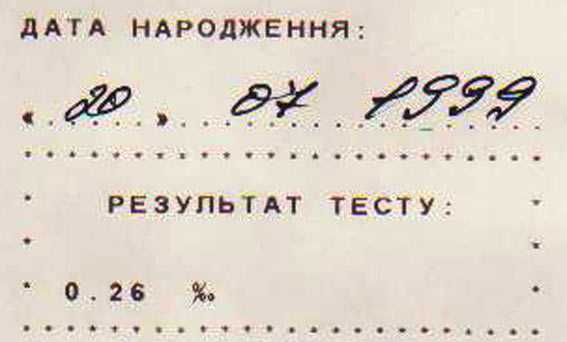 ДАТА НАРОДЖЕННЯ:
« 20 » 07 1999
РЕЗУЛЬТАТ ТЕСТУ:
0.26 ‰